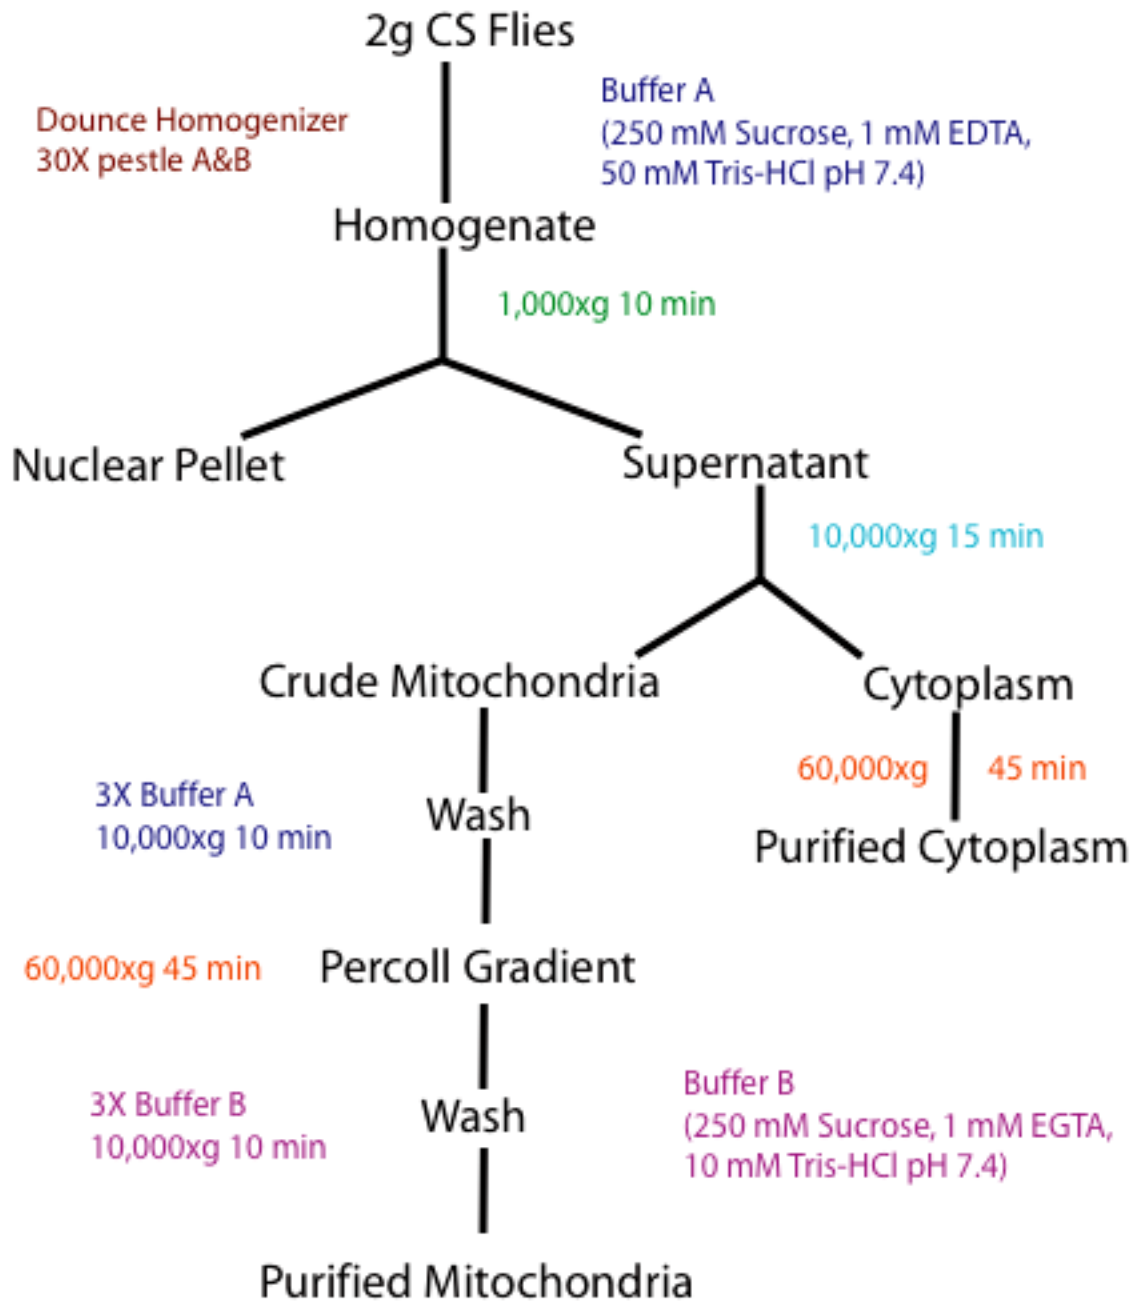 2g CS Flies
Dounce Homogenizer
30X pestle A&B
Buffer A
(250 mM Sucrose, 1 mM EDTA,
50 mM Tris-HCl pH 7.4)
Homogenate
1,000xg 10 min
Nuclear Pellet
Supernatant
10,000xg 15 min
Crude Mitochondria
Cytoplasm
60,000xg 45 min
Purified Cytoplasm
3X Buffer A
10,000xg 10 min
Wash
60,000xg 45 min
Percoll Gradient
3X Buffer B
10,000xg 10 min
Wash
Buffer B
(250 mM Sucrose, 1 mM EGTA,
10 mM Tris-HCl pH 7.4)
Purified Mitochondria